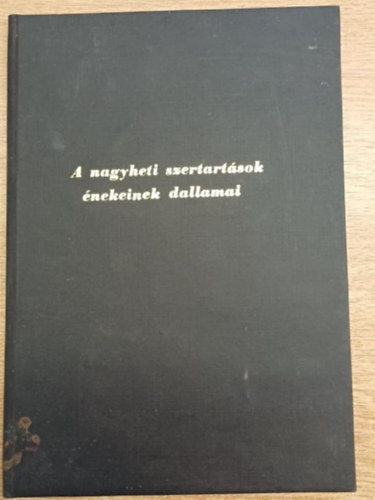 A nagyheti szertartások
énekeinek dallamai